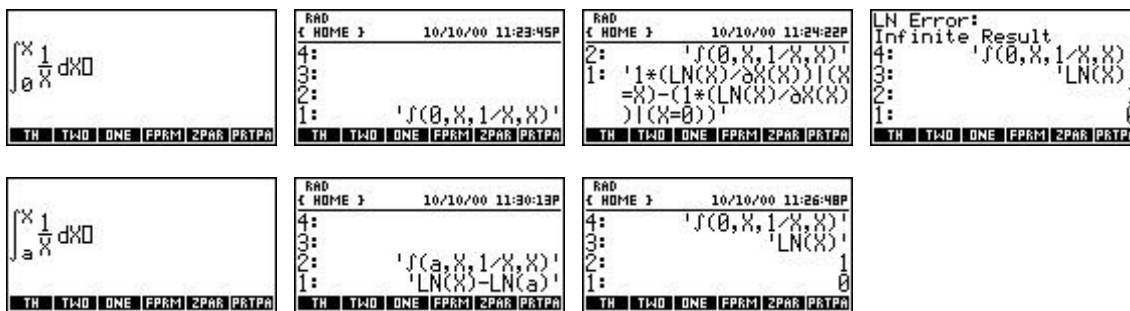 ∫ X 0 1/X dX▯
TH TWO ONE FPRM ZPAR PRTPA
RAD
{ HOME } 10/10/00 11:23:45P
4:
3:
2:
1: '∫(0,X,1/X,X)'
TH TWO ONE FPRM ZPAR PRTPA
RAD
{ HOME } 10/10/00 11:24:22P
2: '∫(0,X,1/X,X)'
1: '1*(LN(X)/∂X(X))|(X
=X)-(1*(LN(X)/∂X(X)
)|(X=0))'
TH TWO ONE FPRM ZPAR PRTPA
LN Error:
Infinite Result
4: '∫(0,X,1/X,X)
3: 'LN(X)
2:
1:
TH TWO ONE FPRM ZPAR PRTPA
∫ X a 1/X dX▯
TH TWO ONE FPRM ZPAR PRTPA
RAD
{ HOME } 10/10/00 11:30:13P
4:
3:
2: '∫(a,X,1/X,X)'
1: 'LN(X)-LN(a)'
TH TWO ONE FPRM ZPAR PRTPA
RAD
{ HOME } 10/10/00 11:26:48P
4: '∫(0,X,1/X,X)'
3: 'LN(X)'
2: 1
1: 0
TH TWO ONE FPRM ZPAR PRTPA